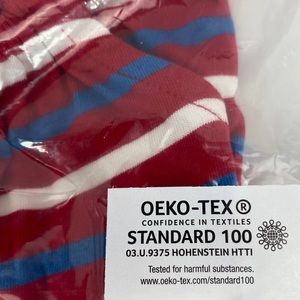 OEKO-TEX®
CONFIDENCE IN TEXTILES
STANDARD 100
03.U.9375 HOHENSTEIN HTTI
Tested for harmful substances.
www.oeko-tex.com/standard100